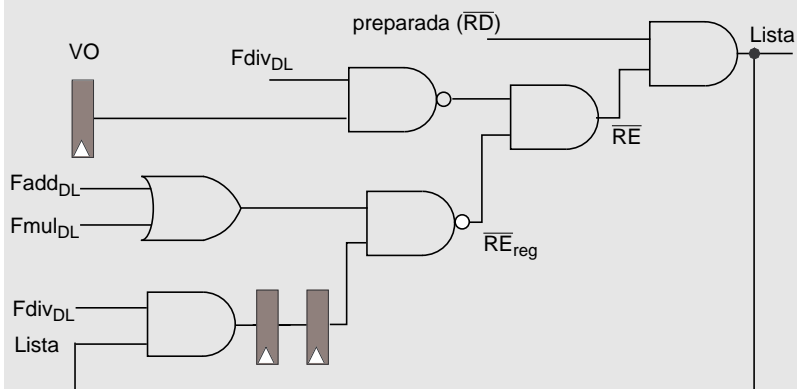 preparada (RD)
Lista
VO
Fdiv_DL
RE
Fadd_DL
Fmul_DL
RE_reg
Fdiv_DL
Lista